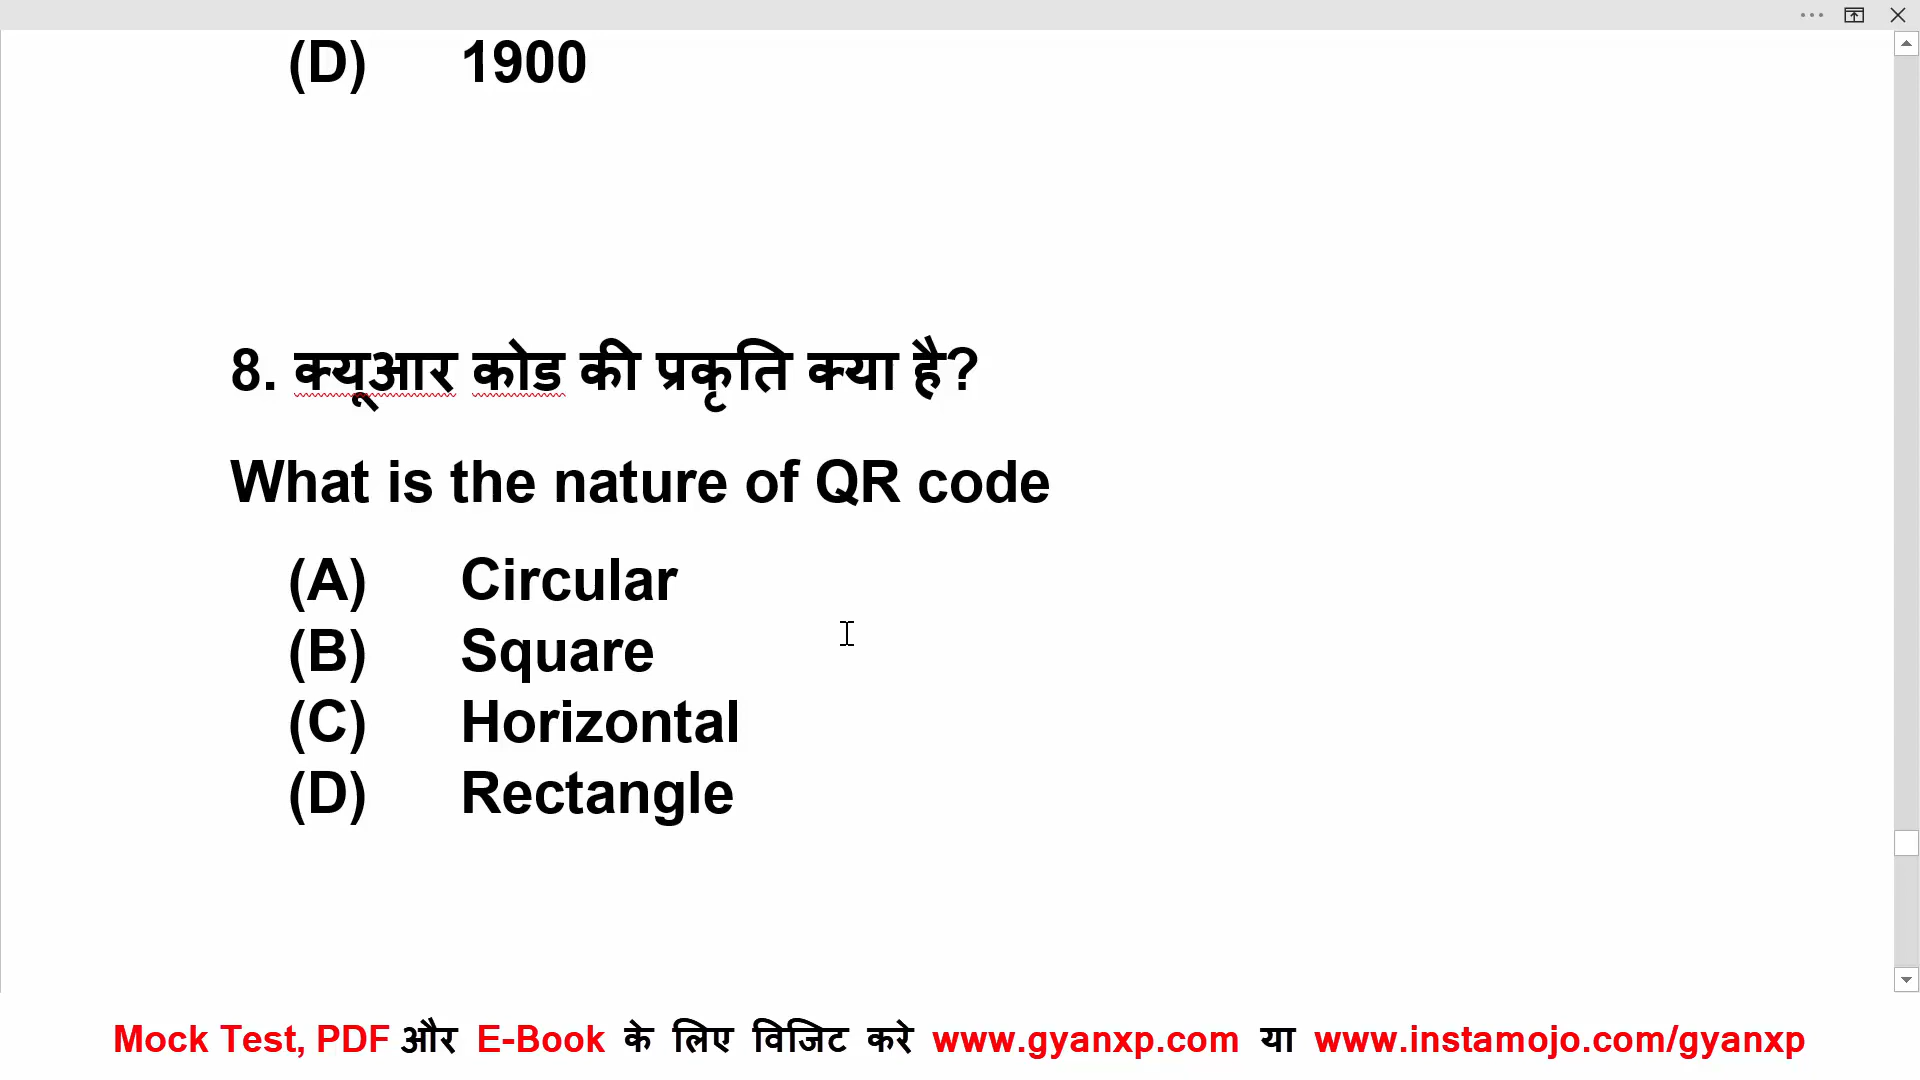 (D) 1900
8. क्यूआर कोड की प्रकृति क्या है?
What is the nature of QR code
(A) Circular
(B) Square
(C) Horizontal
(D) Rectangle
Mock Test, PDF और E-Book के लिए विजिट करे www.gyanxp.com या www.instamojo.com/gyanxp